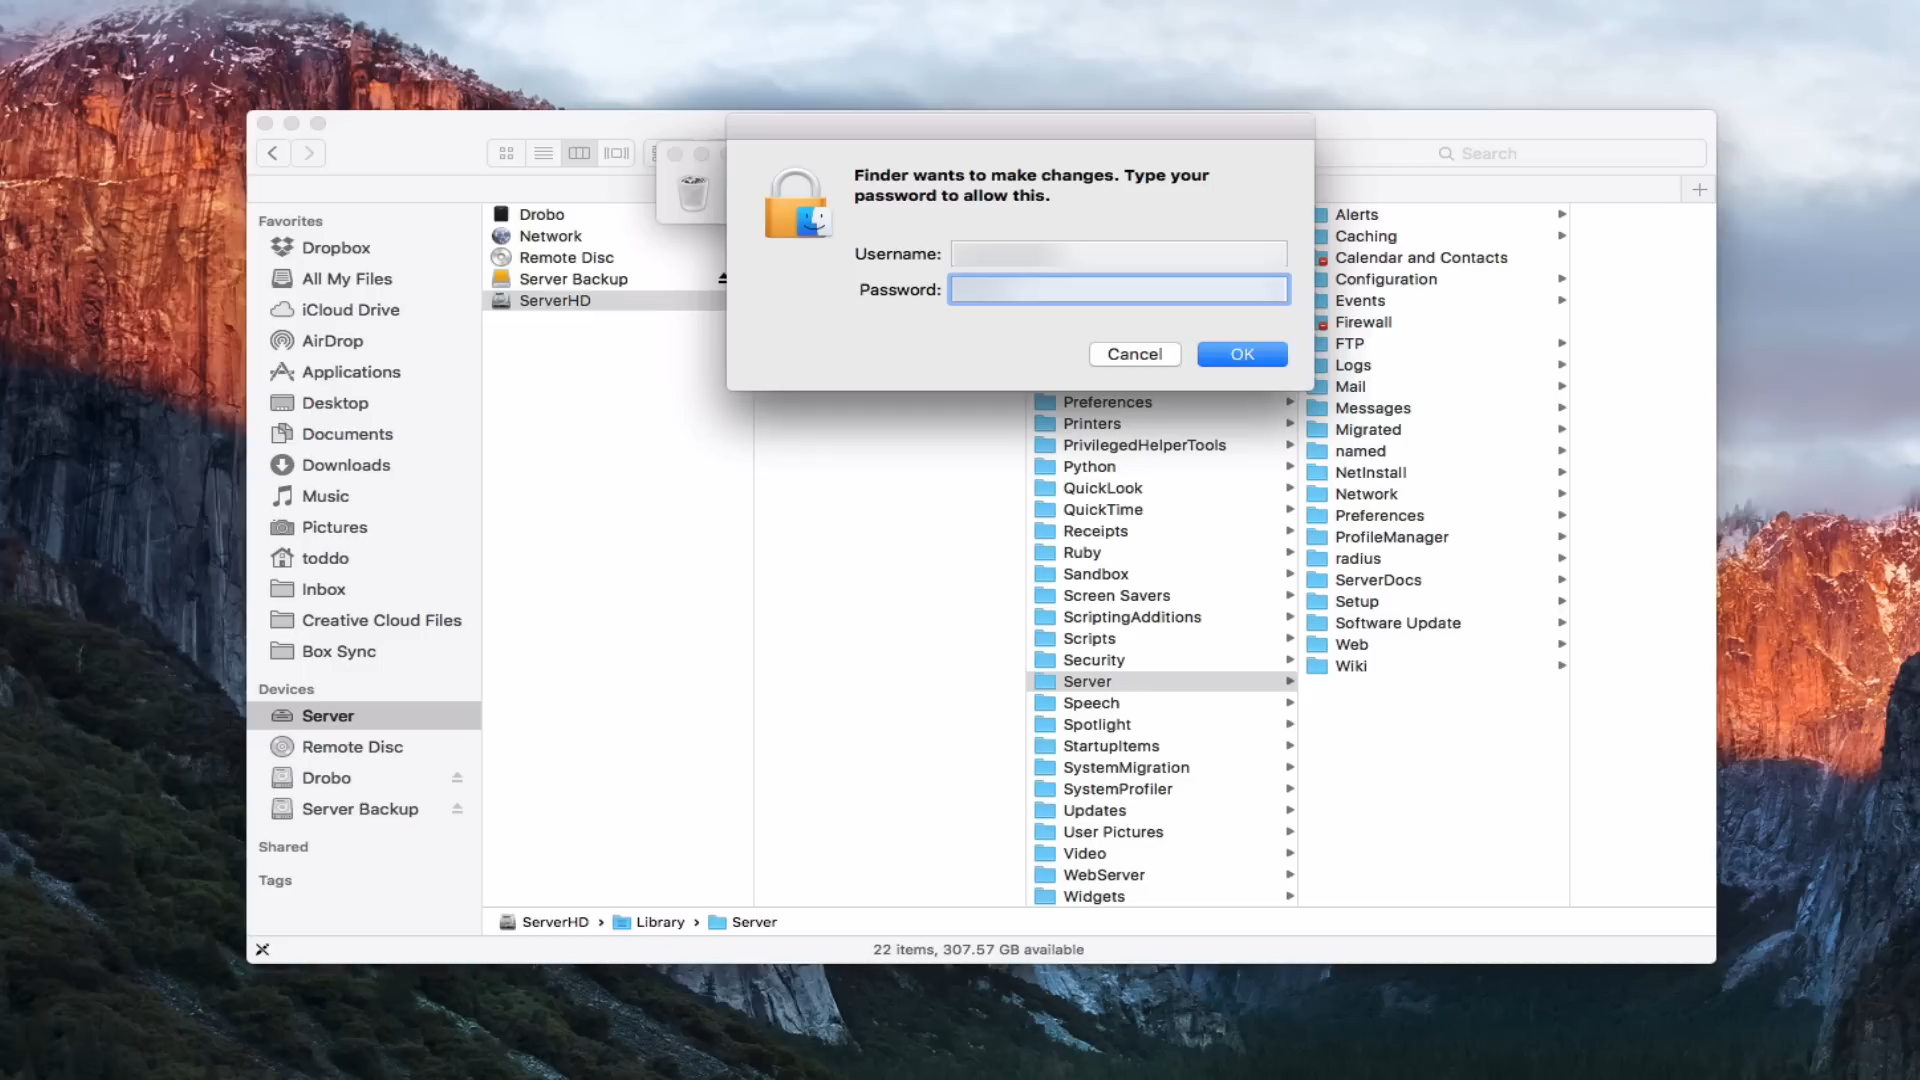 Search
Finder wants to make changes. Type your
password to allow this.
Username:
Password:
Cancel
OK
Favorites
Dropbox
All My Files
iCloud Drive
AirDrop
Applications
Desktop
Documents
Downloads
Music
Pictures
toddo
Inbox
Creative Cloud Files
Box Sync
Devices
Server
Remote Disc
Drobo
Server Backup
Shared
Tags
Drobo
Network
Remote Disc
Server Backup
ServerHD
Preferences
Printers
PrivilegedHelperTools
Python
QuickLook
QuickTime
Receipts
Ruby
Sandbox
Screen Savers
ScriptingAdditions
Scripts
Security
Server
Speech
Spotlight
StartupItems
SystemMigration
SystemProfiler
Updates
User Pictures
Video
WebServer
Widgets
Alerts
Caching
Calendar and Contacts
Configuration
Events
Firewall
FTP
Logs
Mail
Messages
Migrated
named
NetInstall
Network
Preferences
ProfileManager
radius
ServerDocs
Setup
Software Update
Web
Wiki
ServerHD › Library › Server
22 items, 307.57 GB available